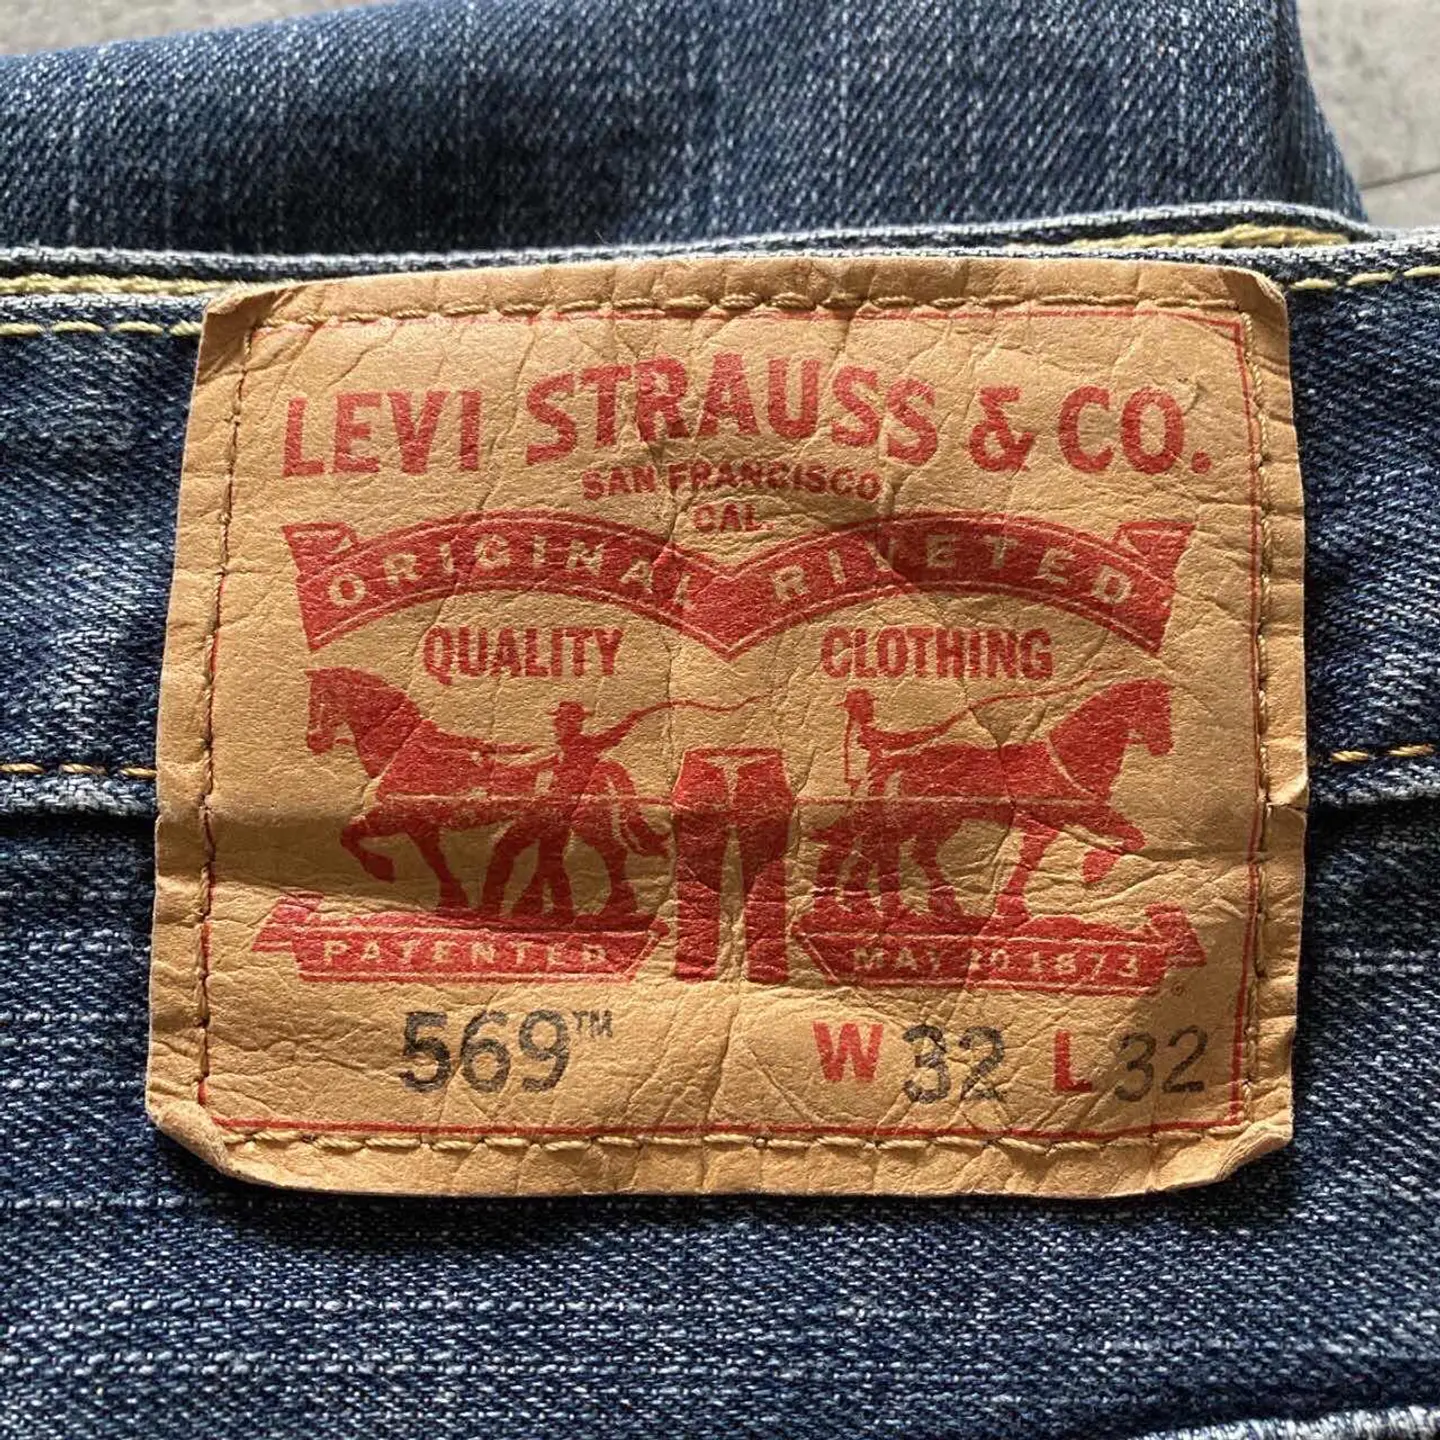 LEVI STRAUSS & CO.
SAN FRANCISCO
CAL.
ORIGINAL RIVETED
QUALITY CLOTHING
PATENTED MAY 20 1873 ®
569™ W 32 L 32